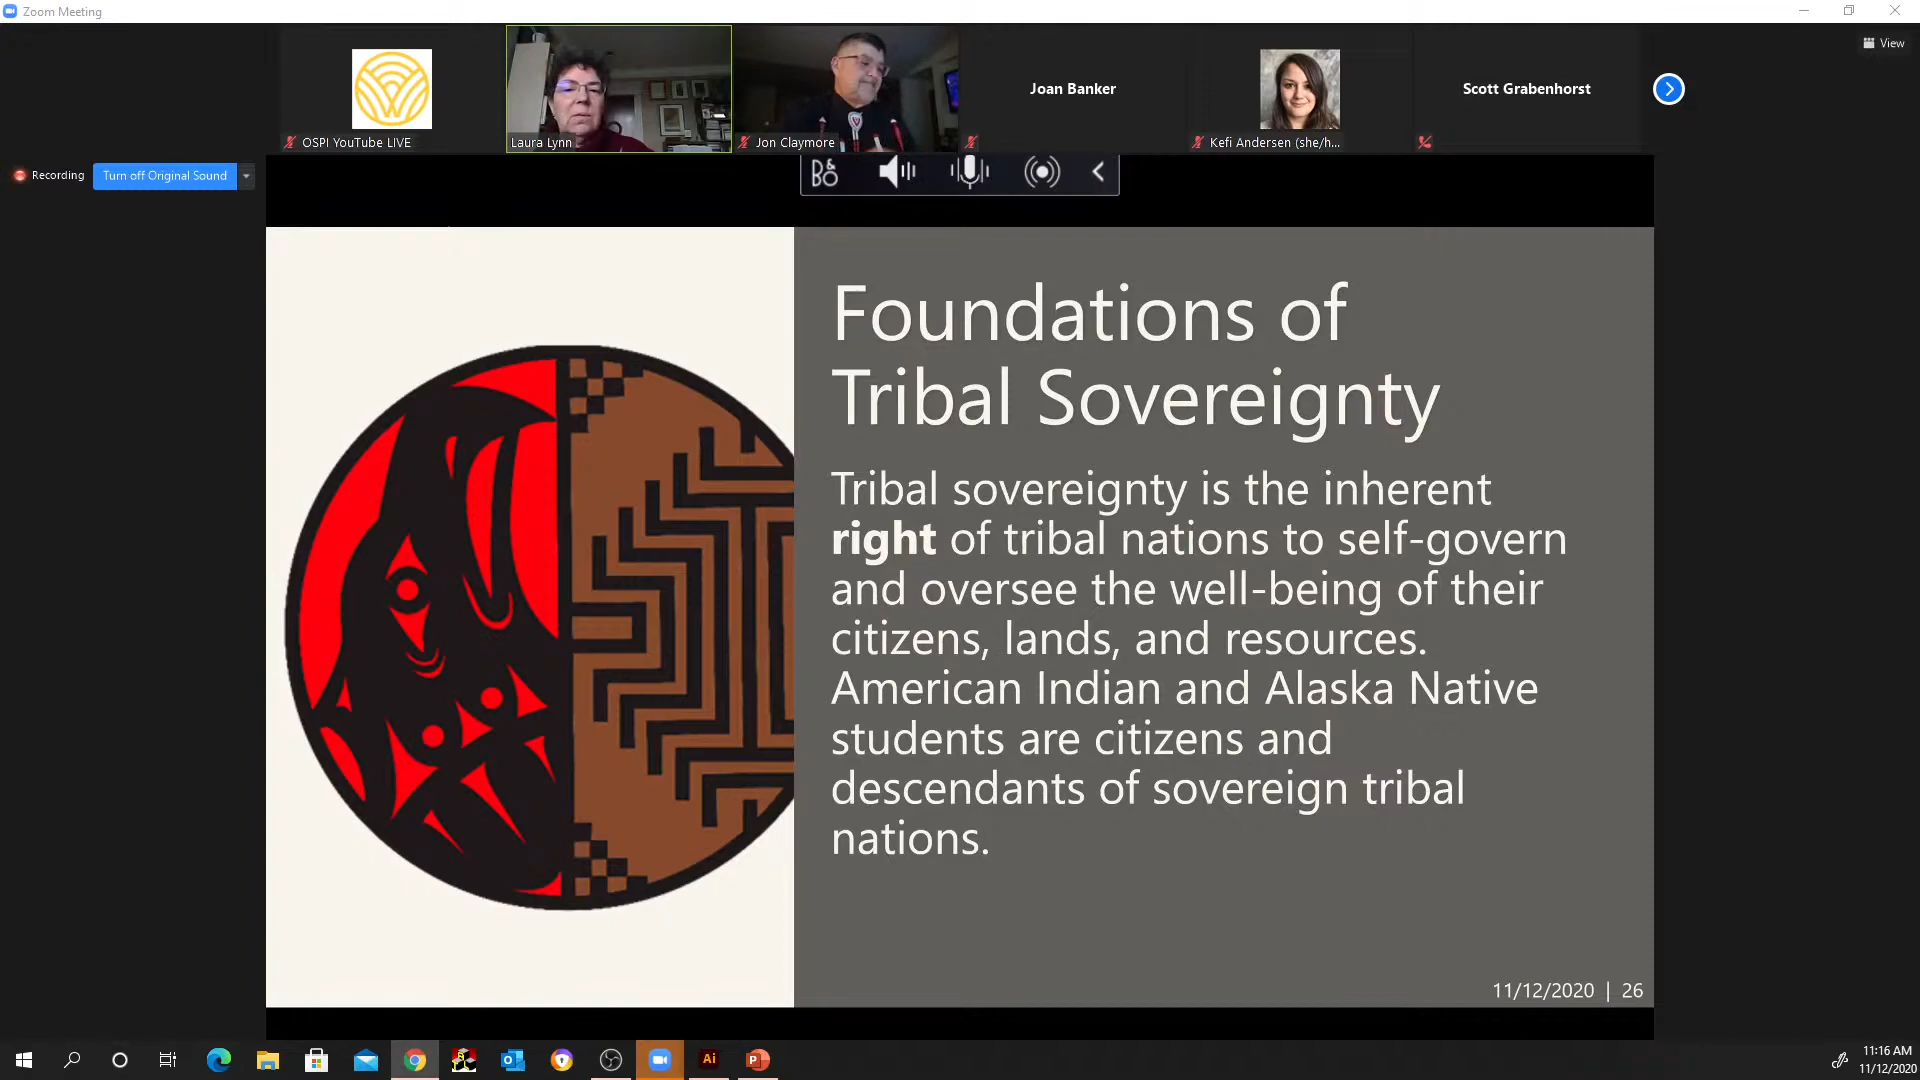 Zoom Meeting
View
OSPI YouTube LIVE
Laura Lynn
Jon Claymore
Joan Banker
Kefi Andersen (she/h...
Scott Grabenhorst
Recording
Turn off Original Sound
B&O
Foundations of
Tribal Sovereignty
Tribal sovereignty is the inherent
right of tribal nations to self-govern
and oversee the well-being of their
citizens, lands, and resources.
American Indian and Alaska Native
students are citizens and
descendants of sovereign tribal
nations.
11/12/2020 | 26
Ai
P
11:16 AM
11/12/2020